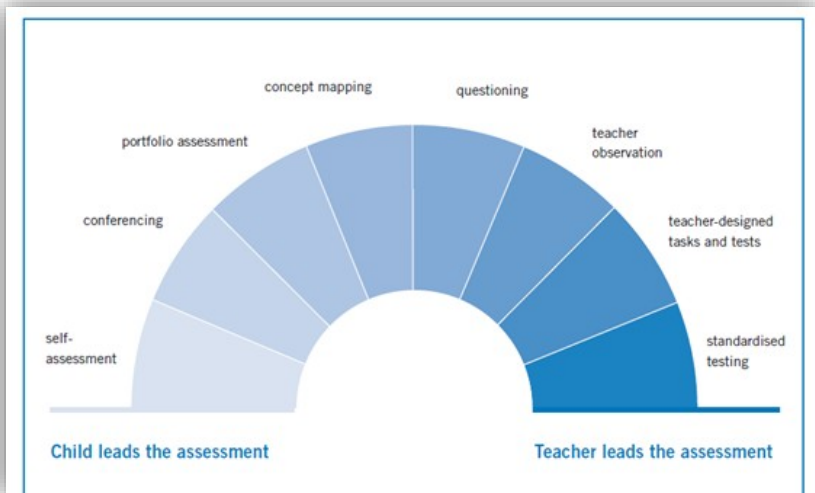 concept mapping
questioning
portfolio assessment
teacher
observation
conferencing
teacher-designed
tasks and tests
self-
assessment
standardised
testing
Child leads the assessment
Teacher leads the assessment